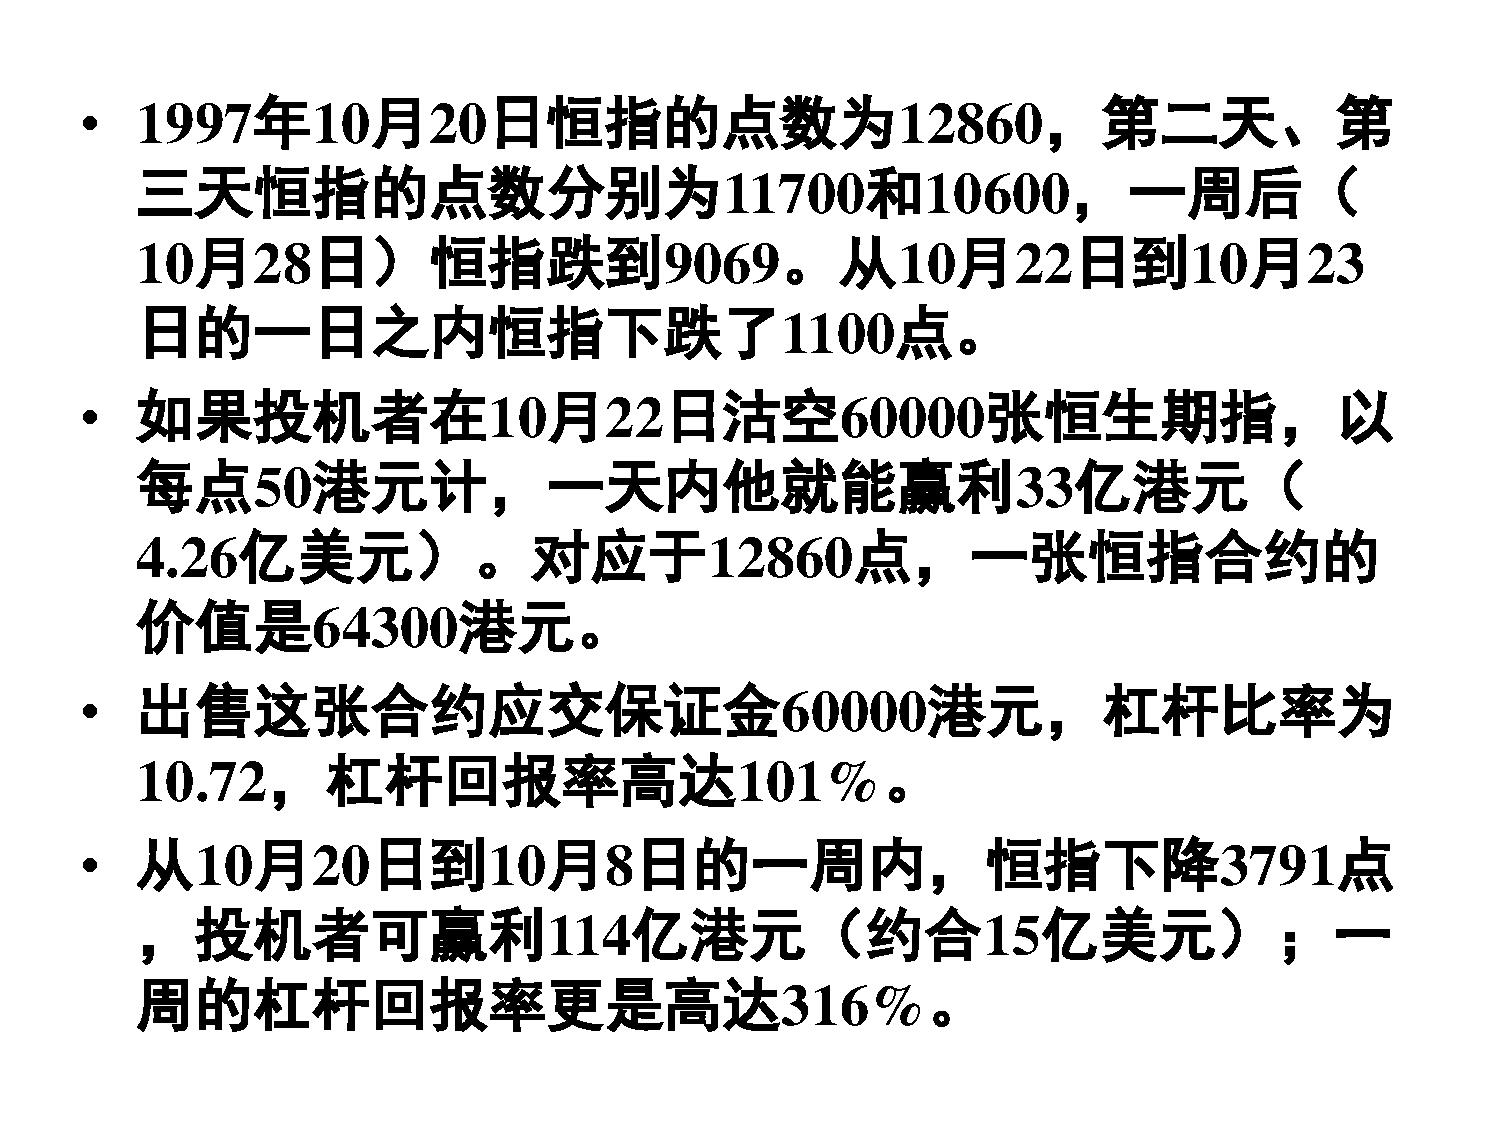 • 1997年10月20日恒指的点数为12860，第二天、第
三天恒指的点数分别为11700和10600，一周后（
10月28日）恒指跌到9069。从10月22日到10月23
日的一日之内恒指下跌了1100点。
• 如果投机者在10月22日沽空60000张恒生期指，以
每点50港元计，一天内他就能赢利33亿港元（
4.26亿美元）。对应于12860点，一张恒指合约的
价值是64300港元。
• 出售这张合约应交保证金60000港元，杠杆比率为
10.72，杠杆回报率高达101%。
• 从10月20日到10月8日的一周内，恒指下降3791点
，投机者可赢利114亿港元（约合15亿美元）；一
周的杠杆回报率更是高达316%。